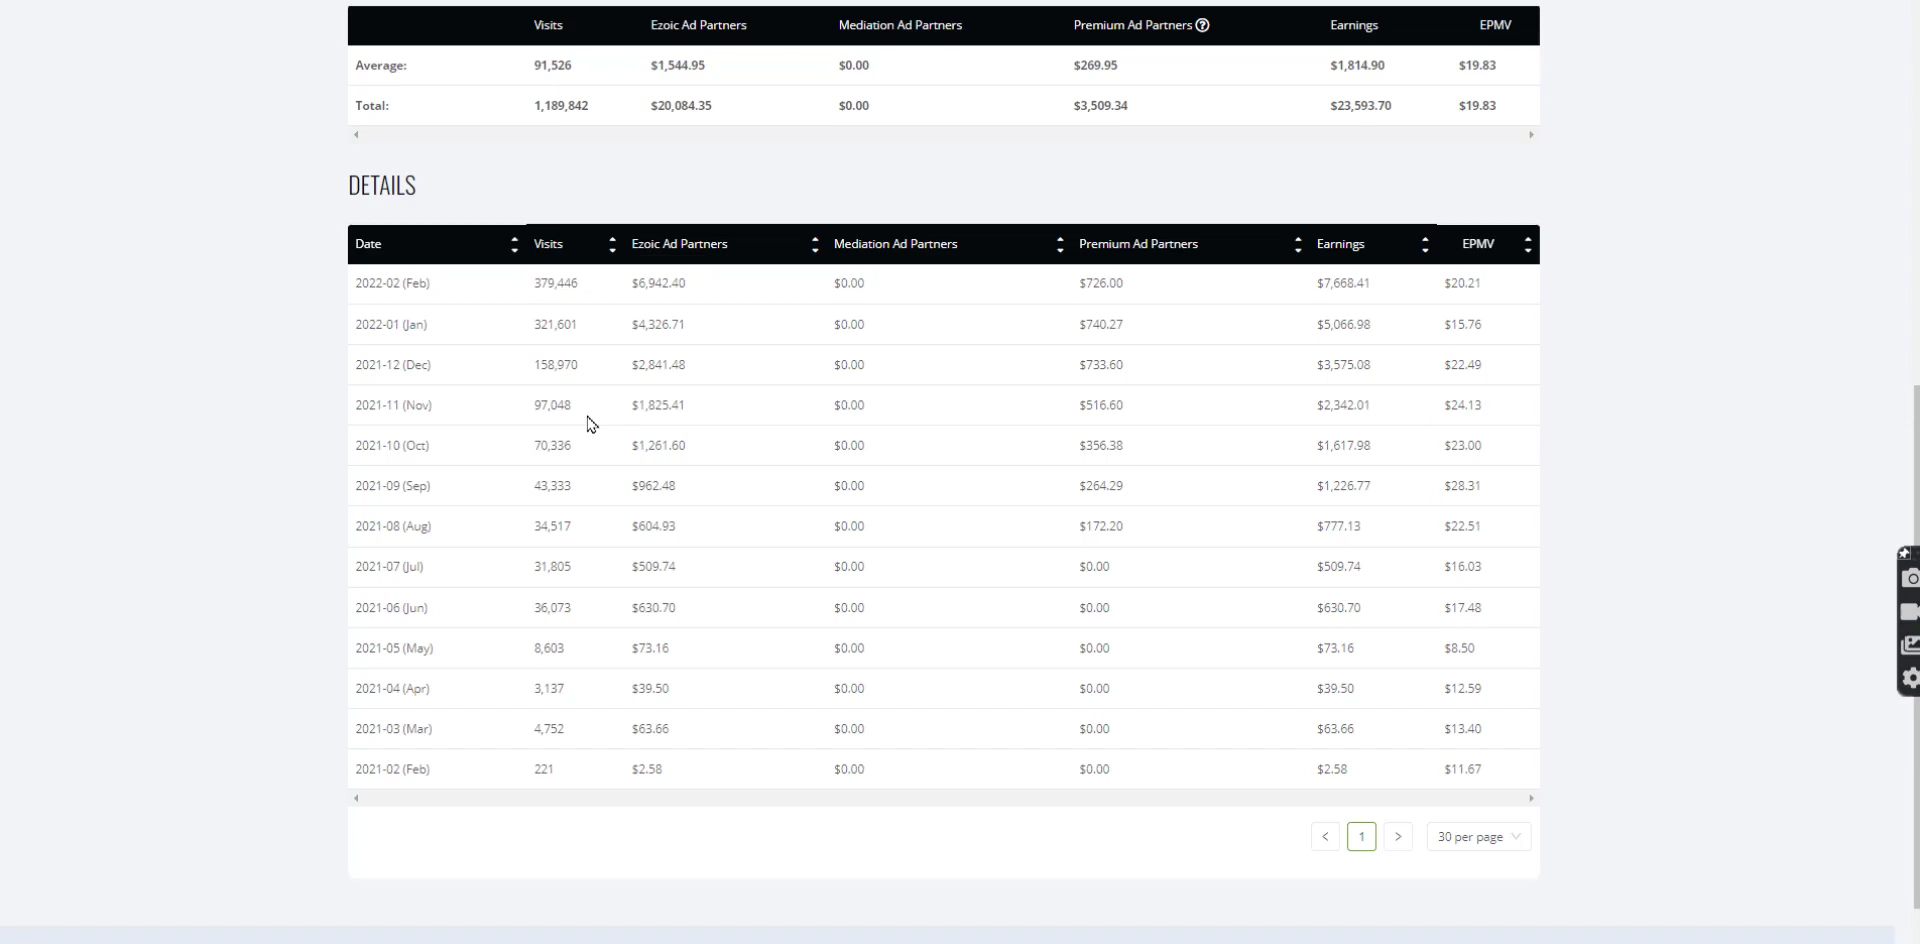 Visits Ezoic Ad Partners Mediation Ad Partners Premium Ad Partners ? Earnings EPMV
Average: 91,526 $1,544.95 $0.00 $269.95 $1,814.90 $19.83
Total: 1,189,842 $20,084.35 $0.00 $3,509.34 $23,593.70 $19.83
DETAILS
Date Visits Ezoic Ad Partners Mediation Ad Partners Premium Ad Partners Earnings EPMV
2022-02 (Feb) 379,446 $6,942.40 $0.00 $726.00 $7,668.41 $20.21
2022-01 (Jan) 321,601 $4,326.71 $0.00 $740.27 $5,066.98 $15.76
2021-12 (Dec) 158,970 $2,841.48 $0.00 $733.60 $3,575.08 $22.49
2021-11 (Nov) 97,048 $1,825.41 $0.00 $516.60 $2,342.01 $24.13
2021-10 (Oct) 70,336 $1,261.60 $0.00 $356.38 $1,617.98 $23.00
2021-09 (Sep) 43,333 $962.48 $0.00 $264.29 $1,226.77 $28.31
2021-08 (Aug) 34,517 $604.93 $0.00 $172.20 $777.13 $22.51
2021-07 (Jul) 31,805 $509.74 $0.00 $0.00 $509.74 $16.03
2021-06 (Jun) 36,073 $630.70 $0.00 $0.00 $630.70 $17.48
2021-05 (May) 8,603 $73.16 $0.00 $0.00 $73.16 $8.50
2021-04 (Apr) 3,137 $39.50 $0.00 $0.00 $39.50 $12.59
2021-03 (Mar) 4,752 $63.66 $0.00 $0.00 $63.66 $13.40
2021-02 (Feb) 221 $2.58 $0.00 $0.00 $2.58 $11.67
< 1 > 30 per page